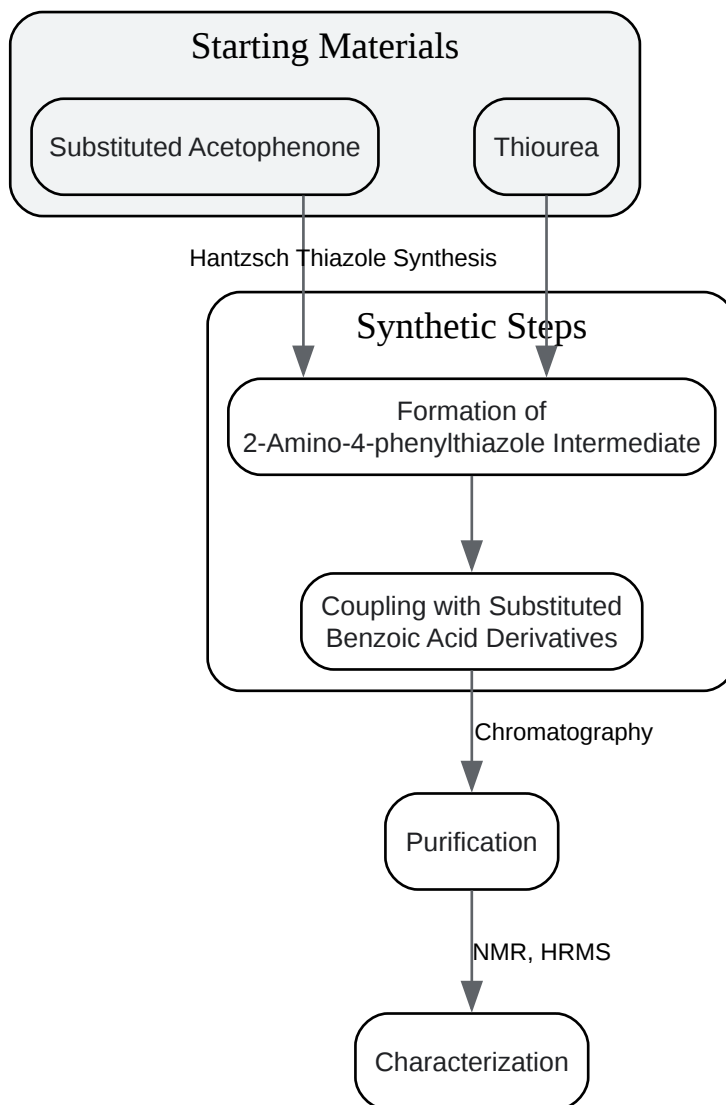 Starting Materials
Substituted Acetophenone
Thiourea
Hantzsch Thiazole Synthesis
Synthetic Steps
Formation of
2-Amino-4-phenylthiazole Intermediate
Coupling with Substituted
Benzoic Acid Derivatives
Chromatography
Purification
NMR, HRMS
Characterization